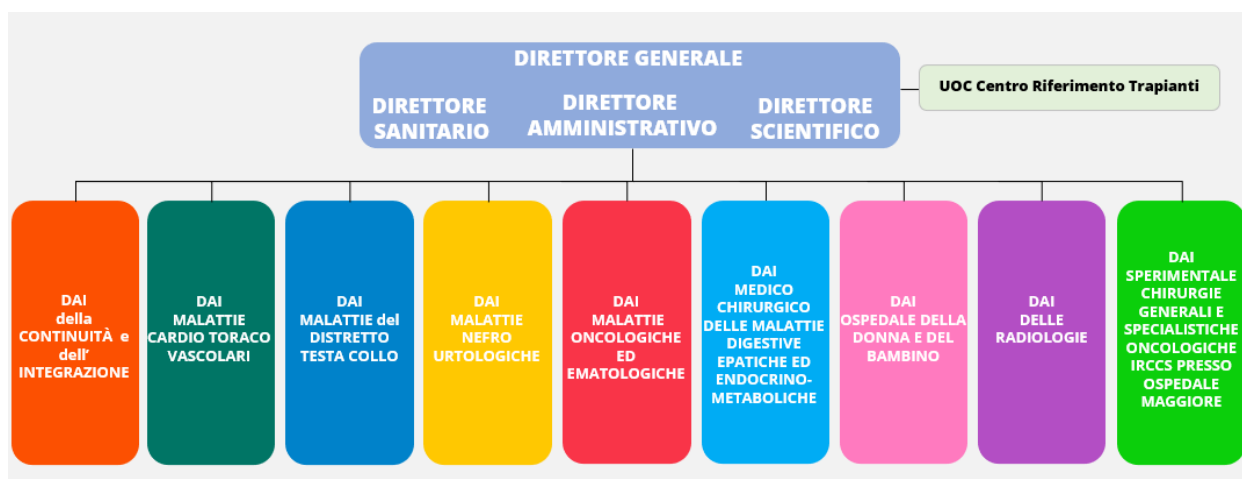 DIRETTORE GENERALE
DIRETTORE
SANITARIO
DIRETTORE
AMMINISTRATIVO
DIRETTORE
SCIENTIFICO
UOC Centro Riferimento Trapianti
DAI
della
CONTINUITÀ e
dell'
INTEGRAZIONE
DAI
MALATTIE
CARDIO TORACO
VASCOLARI
DAI
MALATTIE del
DISTRETTO
TESTA COLLO
DAI
MALATTIE
NEFRO
URTOLOGICHE
DAI
MALATTIE
ONCOLOGICHE
ED
EMATOLOGICHE
DAI
MEDICO
CHIRURGICO
DELLE MALATTIE
DIGESTIVE
EPATICHE ED
ENDOCRINO-
METABOLICHE
DAI
OSPEDALE DELLA
DONNA E DEL
BAMBINO
DAI
DELLE
RADIOLOGIE
DAI
SPERIMENTALE
CHIRURGIE
GENERALI E
SPECIALISTICHE
ONCOLOGICHE
IRCCS PRESSO
OSPEDALE
MAGGIORE